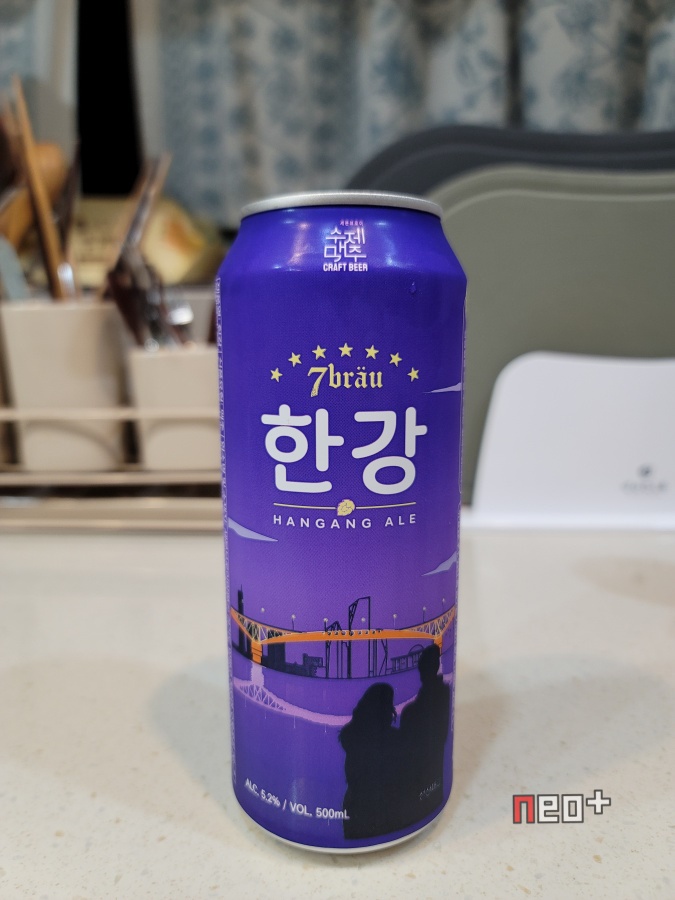 수제
맥주
CRAFT BEER
7bräu
한강
HANGANG ALE
ALC. 5.2% / VOL. 500mL
neo+